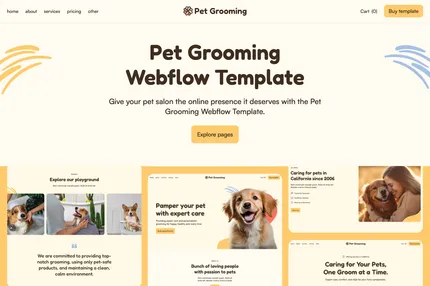 home about services pricing other
Pet Grooming
Cart (0)
Buy template
Pet Grooming
Webflow Template
Give your pet salon the online presence it deserves with the Pet
Grooming Webflow Template.
Explore pages
Explore our playground
We are committed to providing top-
notch grooming, using only pet-safe
products, and maintaining a clean,
calm environment.
Pet Grooming
Pamper your pet
with expert care
Bunch of loving people
with passion to pets
Caring for pets in
California since 2006
Pet Grooming
Caring for Your Pets,
One Groom at a Time.